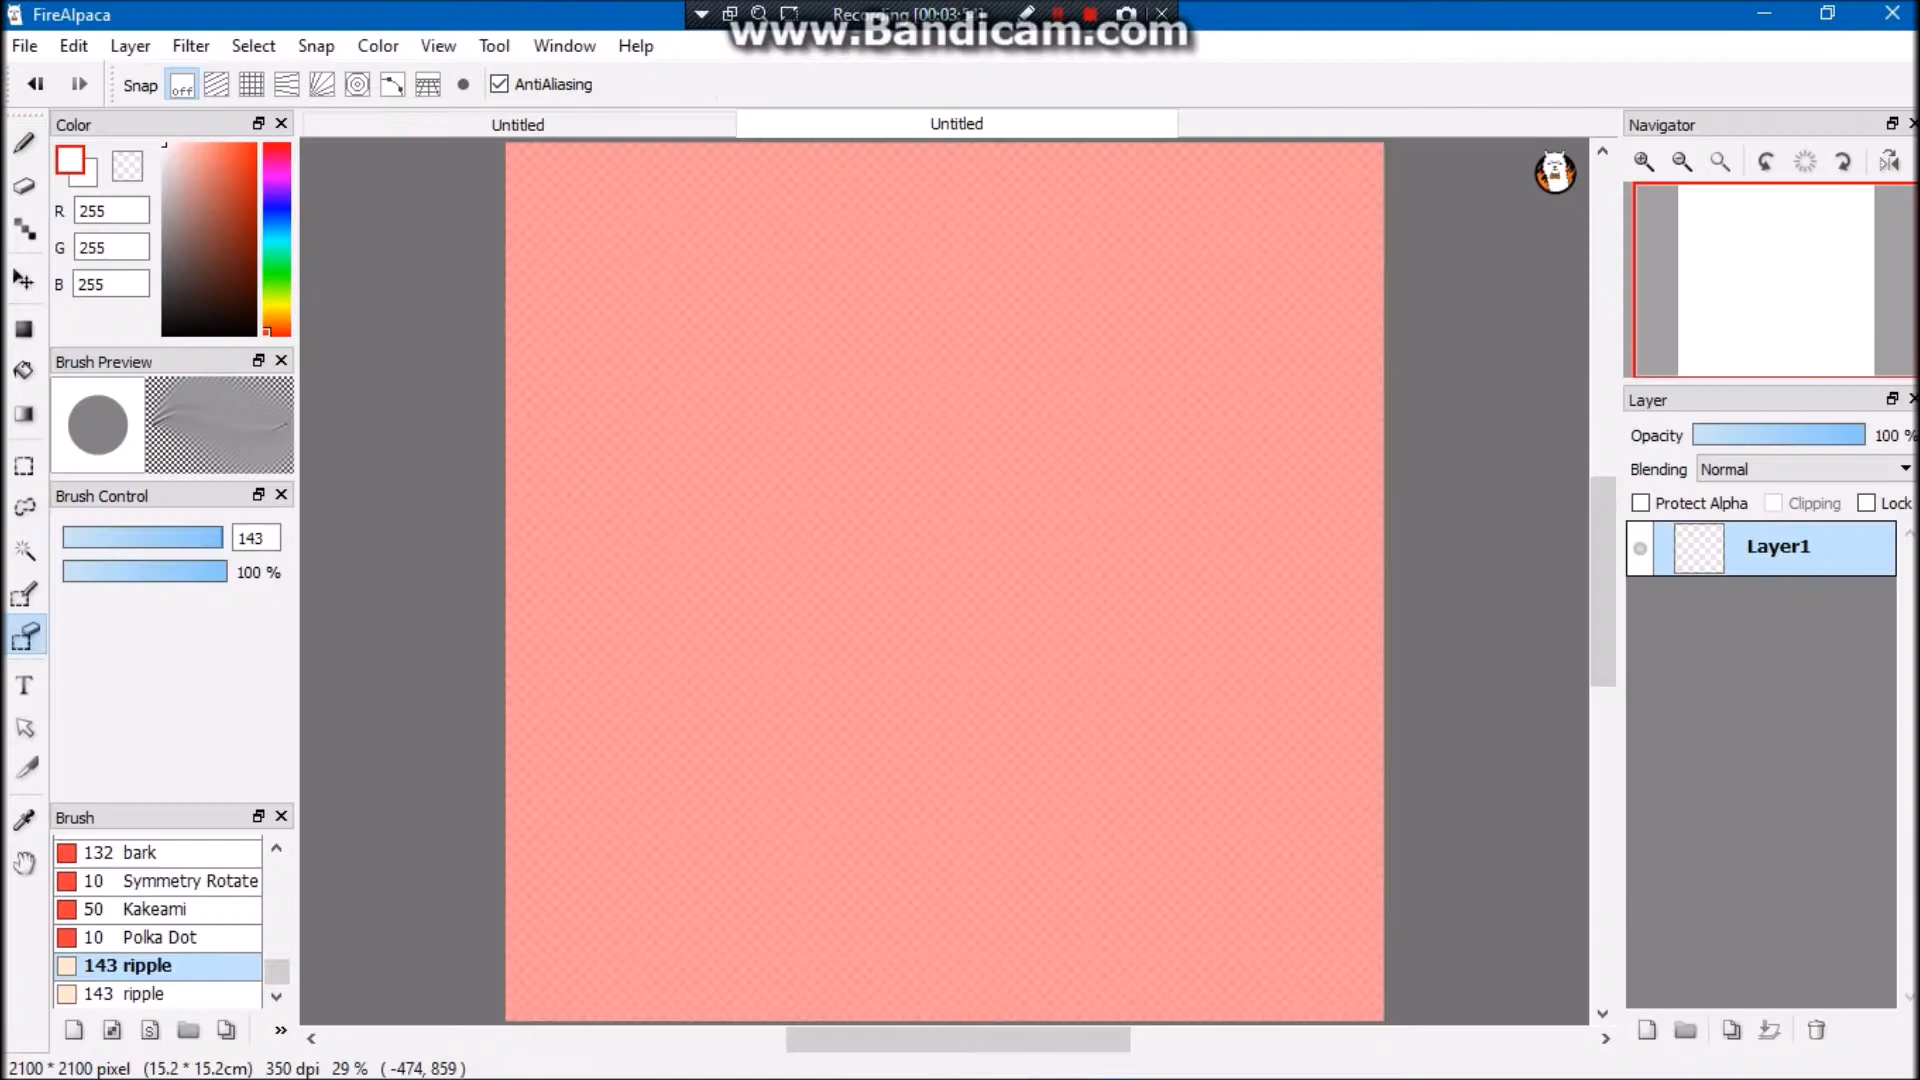 FireAlpaca
Recording [00:03:
www.Bandicam.com
File Edit Layer Filter Select Snap Color View Tool Window Help
Snap off AntiAliasing
Color
Untitled
Untitled
Navigator
R 255
G 255
B 255
Brush Preview
Layer
Opacity 100 %
Blending Normal
Protect Alpha Clipping Lock
Layer1
Brush Control
143
100 %
T
Brush
132 bark
10 Symmetry Rotate
50 Kakeami
10 Polka Dot
143 ripple
143 ripple
S
»
2100 * 2100 pixel (15.2 * 15.2cm) 350 dpi 29 % ( -474, 859 )